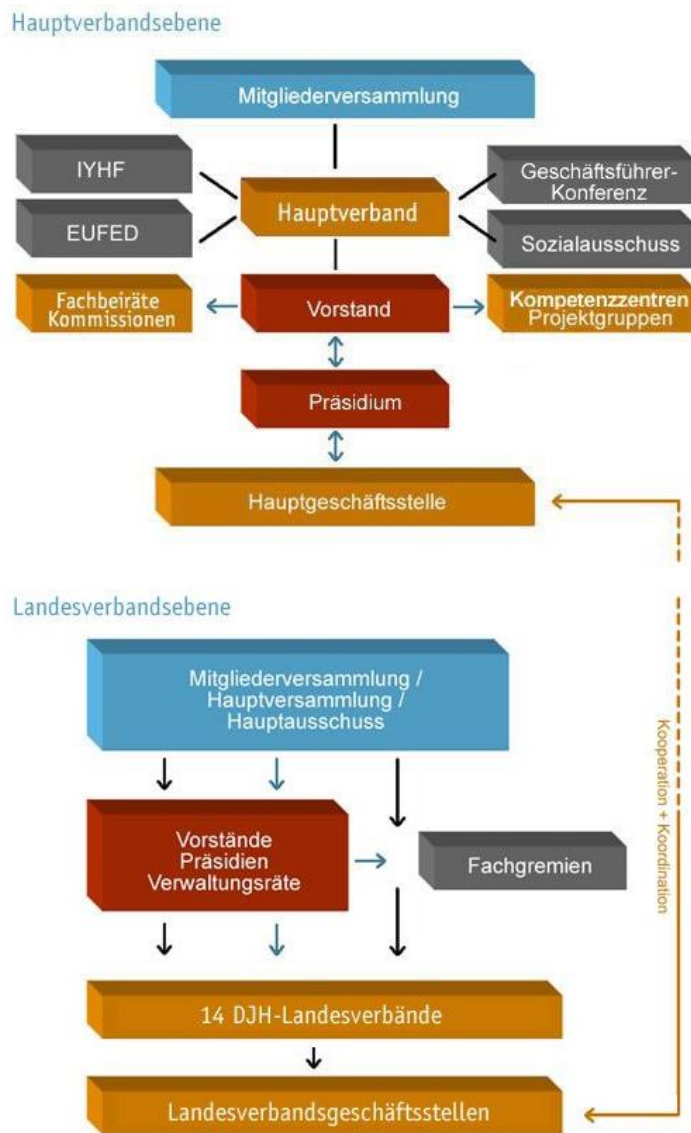 Hauptverbandsebene
Mitgliederversammlung
IYHF
EUFED
Hauptverband
Geschäftsführer-
Konferenz
Sozialausschuss
Fachbeiräte
Kommissionen
Vorstand
Kompetenzzentren
Projektgruppen
Präsidium
Hauptgeschäftsstelle
Landesverbandsebene
Mitgliederversammlung /
Hauptversammlung /
Hauptausschuss
Vorstände
Präsidien
Verwaltungsräte
Fachgremien
Kooperation + Koordination
14 DJH-Landesverbände
Landesverbandsgeschäftsstellen